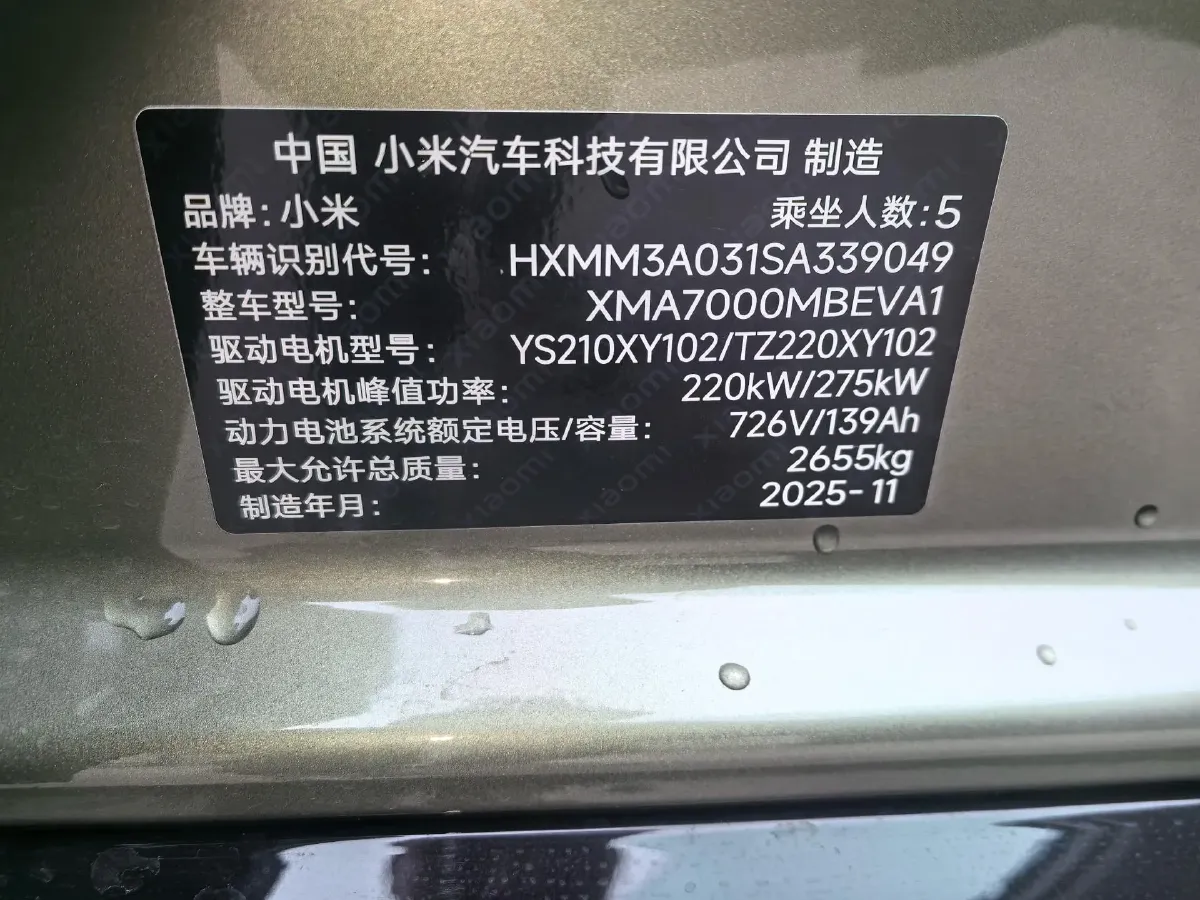 中国 小米汽车科技有限公司 制造
品牌：小米 乘坐人数：5
车辆识别代号： HXMM3A031SA339049
整车型号： XMA7000MBEVA1
驱动电机型号： YS210XY102/TZ220XY102
驱动电机峰值功率： 220kW/275kW
动力电池系统额定电压/容量： 726V/139Ah
最大允许总质量： 2655kg
制造年月： 2025-11